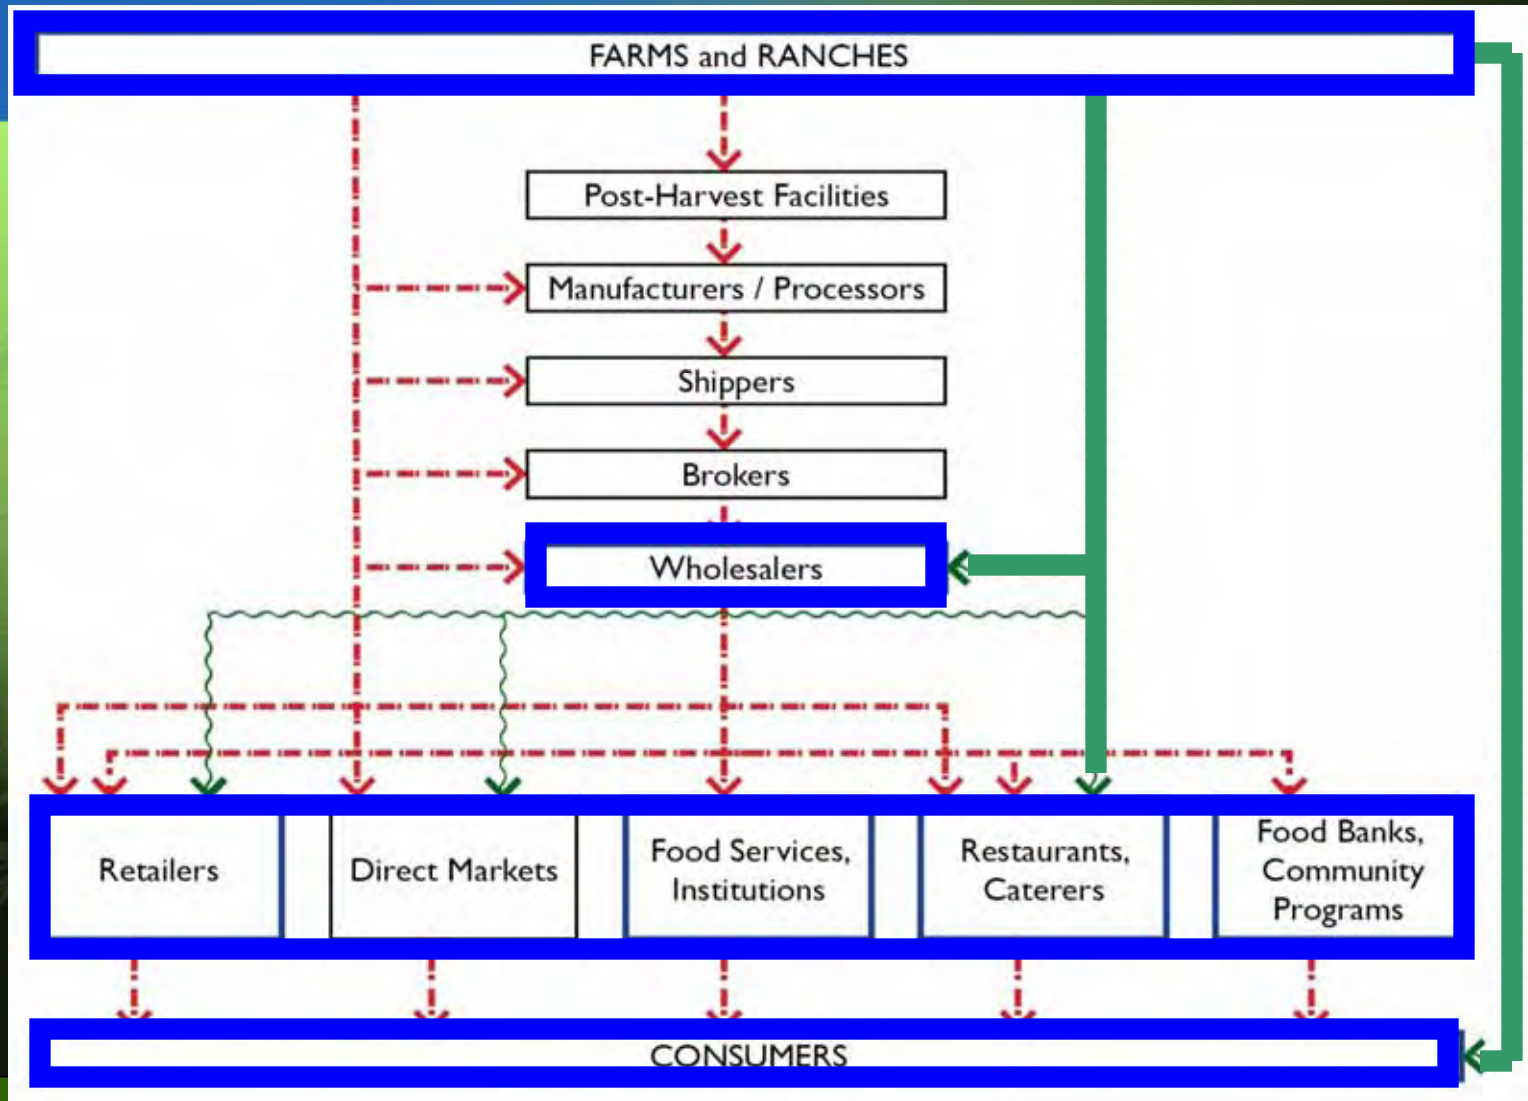 FARMS and RANCHES
Post-Harvest Facilities
Manufacturers / Processors
Shippers
Brokers
Wholesalers
Retailers
Direct Markets
Food Services,
Institutions
Restaurants,
Caterers
Food Banks,
Community
Programs
CONSUMERS